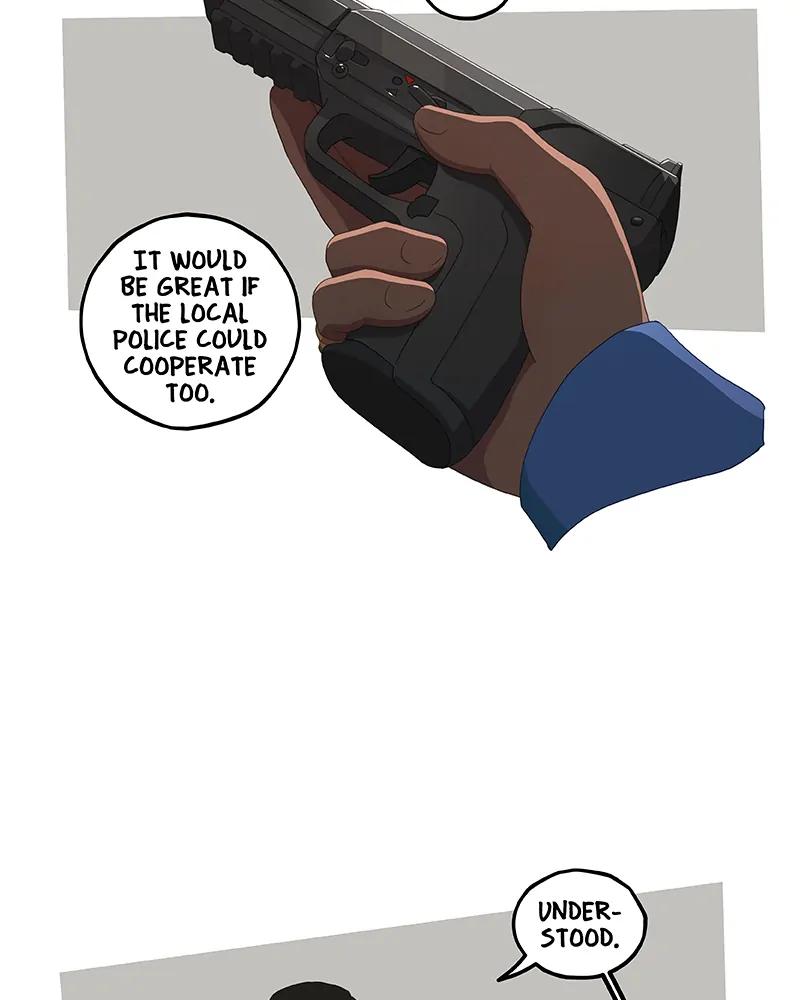 IT WOULD
BE GREAT IF
THE LOCAL
POLICE COULD
COOPERATE
TOO.
UNDER-
STOOD.